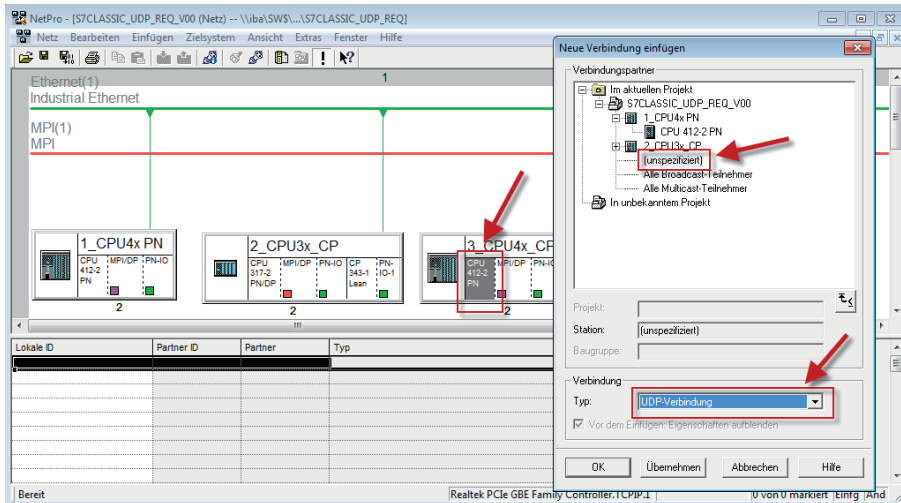 NetPro - [S7CLASSIC_UDP_REQ_V00 (Netz) -- \\iba\SWS\...\S7CLASSIC_UDP_REQ]
Netz Bearbeiten Einfügen Zielsystem Ansicht Extras Fenster Hilfe
Ethernet(1)
Industrial Ethernet
1
MPI(1)
MPI
1_CPU4x PN
CPU 412-2 PN
MPI/DP
PN-IO
2
2_CPU3x_CP
CPU 317-2 PN/DP
MPI/DP
PN-IO
CP 343-1 Lean
PN-IO-1
2
3_CPU4x_CP
CPU 412-2 PN
MPI/DP
PN-IO
2
Lokale ID Partner ID Partner Typ
Bereit
Realtek PCIe GBE Family Controller.TCPIP.1
0 von 0 markiert
Einfg
Änd
Neue Verbindung einfügen
Verbindungspartner
Im aktuellen Projekt
S7CLASSIC_UDP_REQ_V00
1_CPU4x PN
CPU 412-2 PN
2_CPU3x_CP
(unspezifiziert)
Alle Broadcast-Teilnehmer
Alle Multicast-Teilnehmer
In unbekanntem Projekt
Projekt:
Station: (unspezifiziert)
Baugruppe:
Verbindung
Typ: UDP-Verbindung
Vor dem Einfügen: Eigenschaften aufblenden
OK Übernehmen Abbrechen Hilfe